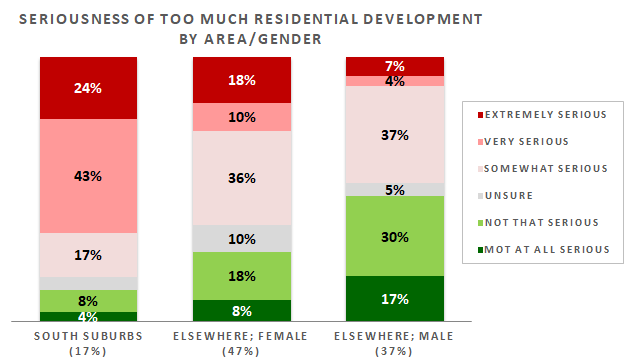 SERIOUSNESS OF TOO MUCH RESIDENTIAL DEVELOPMENT
BY AREA/GENDER
24%
43%
17%
8%
4%
18%
10%
36%
10%
18%
8%
7%
4%
37%
5%
30%
17%
EXTREMELY SERIOUS
VERY SERIOUS
SOMEWHAT SERIOUS
UNSURE
NOT THAT SERIOUS
MOT AT ALL SERIOUS
SOUTH SUBURBS
(17%)
ELSEWHERE; FEMALE
(47%)
ELSEWHERE; MALE
(37%)